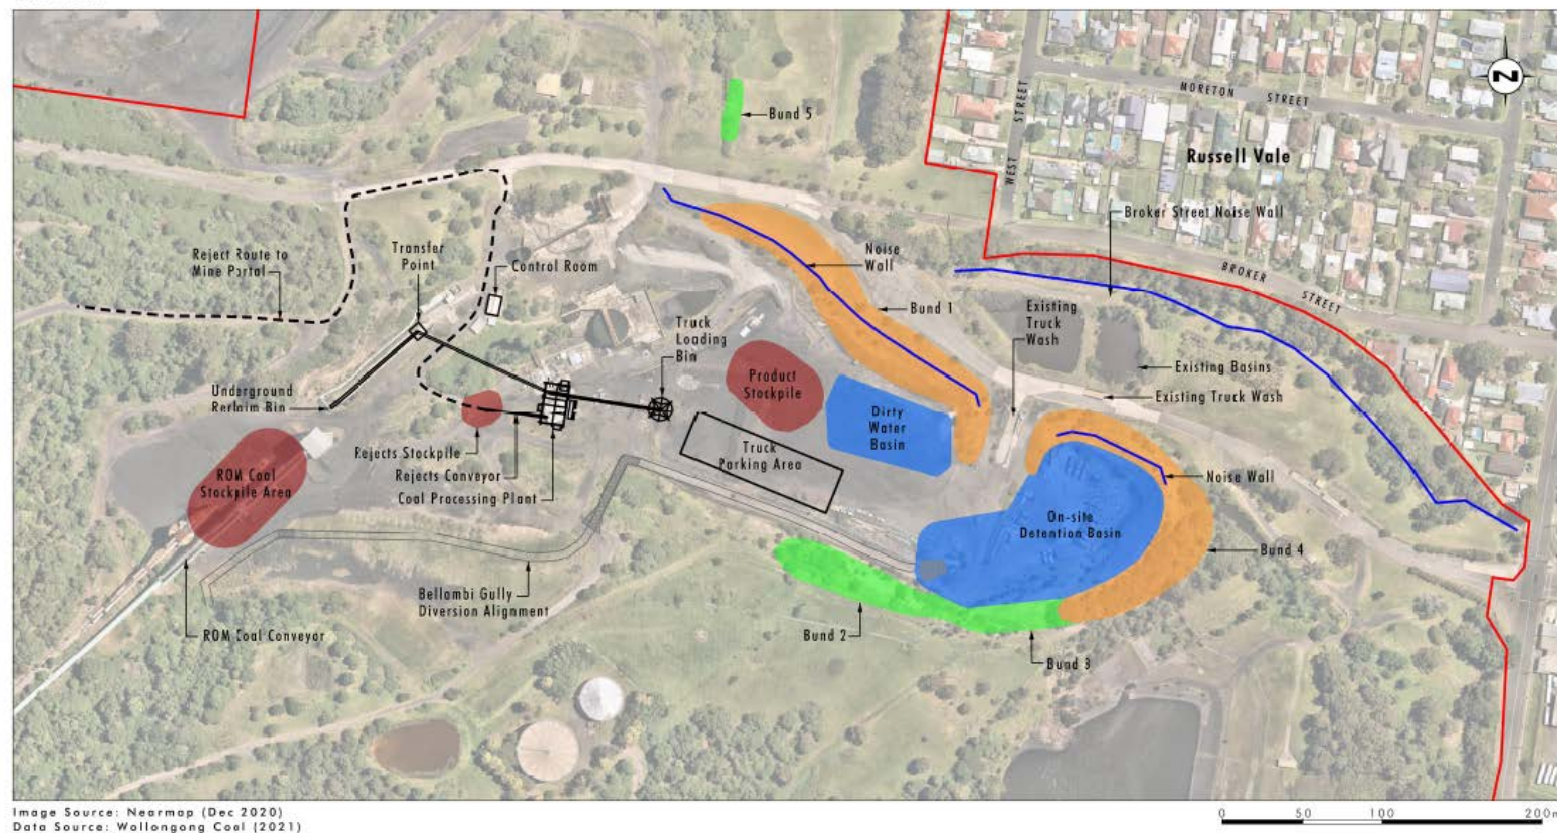 Bund 5
MORETON STREET
WEST STREET
Russell Vale
N
Broker Street Noise Wall
BROKER STREET
Reject Route to
Mine Portal
Transfer
Point
Control Room
Noise
Wall
Bund 1
Existing
Truck
Wash
Truck
Loading
Bin
Existing Basins
Product
Stockpile
Existing Truck Wash
Underground
Reclaim Bin
Dirty
Water
Basin
Rejects Stockpile
Truck
Parking Area
ROM Coal
Stockpile Area
Rejects Conveyor
Noise Wall
Coal Processing Plant
On-site
Detention Basin
Bund 4
Bellambi Gully
Diversion Alignment
ROM Coal Conveyor
Bund 2
Bund 3
Image Source: Nearmap (Dec 2020)
Data Source: Wollongong Coal (2021)
0 50 100 200m